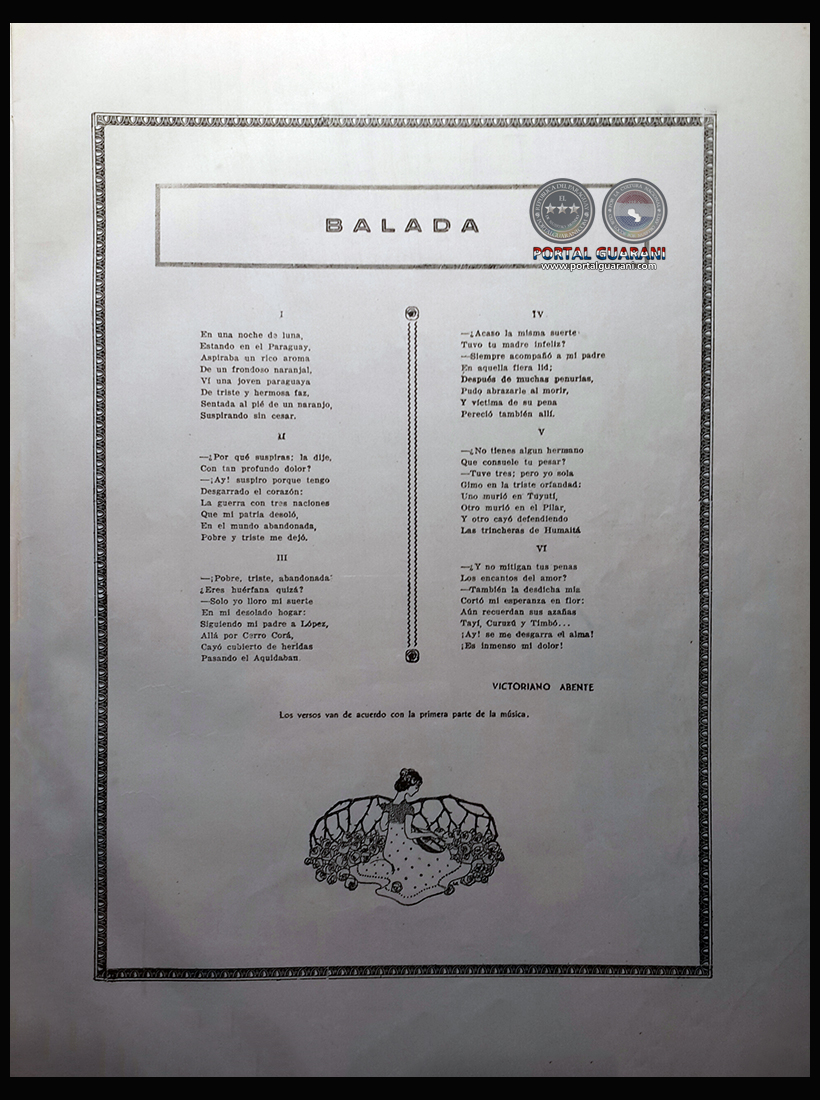 BALADA
PORTAL GUARANI
www.portalguarani.com
I
En una noche de luna,
Estando en el Paraguay,
Aspiraba un rico aroma
De un frondoso naranjal,
Ví una joven paraguaya
De triste y hermosa faz,
Sentada al pié de un naranjo,
Suspirando sin cesar.
II
—¿Por qué suspiras; la dije,
Con tan profundo dolor?
—¡Ay! suspiro porque tengo
Desgarrado el corazón:
La guerra con tres naciones
Que mi patria desoló,
En el mundo abandonada,
Pobre y triste me dejó.
III
—¡Pobre, triste, abandonada!
¿Eres huérfana quizá?
—Solo yo lloro mi suerte
En mi desolado hogar:
Siguiendo mi padre a López,
Allá por Cerro Corá,
Cayó cubierto de heridas
Pasando el Aquidaban.
IV
—¿Acaso la misma suerte
Tuvo tu madre infeliz?
—Siempre acompañó a mi padre
En aquella fiera lid;
Después de muchas penurias,
Pudo abrazarle al morir,
Y víctima de su pena
Pereció también allí.
V
—¿No tienes algun hermano
Que consuele tu pesar?
—Tuve tres; pero yo sola
Gimo en la triste orfandad:
Uno murió en Tuyutí,
Otro murió en el Pilar,
Y otro cayó defendiendo
Las trincheras de Humaitá
VI
—¿Y no mitigan tus penas
Los encantos del amor?
—También la desdicha mía
Cortó mi esperanza en flor:
Aún recuerdan sus azañas
Tayí, Curuzú y Timbó...
¡Ay! se me desgarra el alma!
¡Es inmenso mi dolor!
VICTORIANO ABENTE
Los versos van de acuerdo con la primera parte de la música.